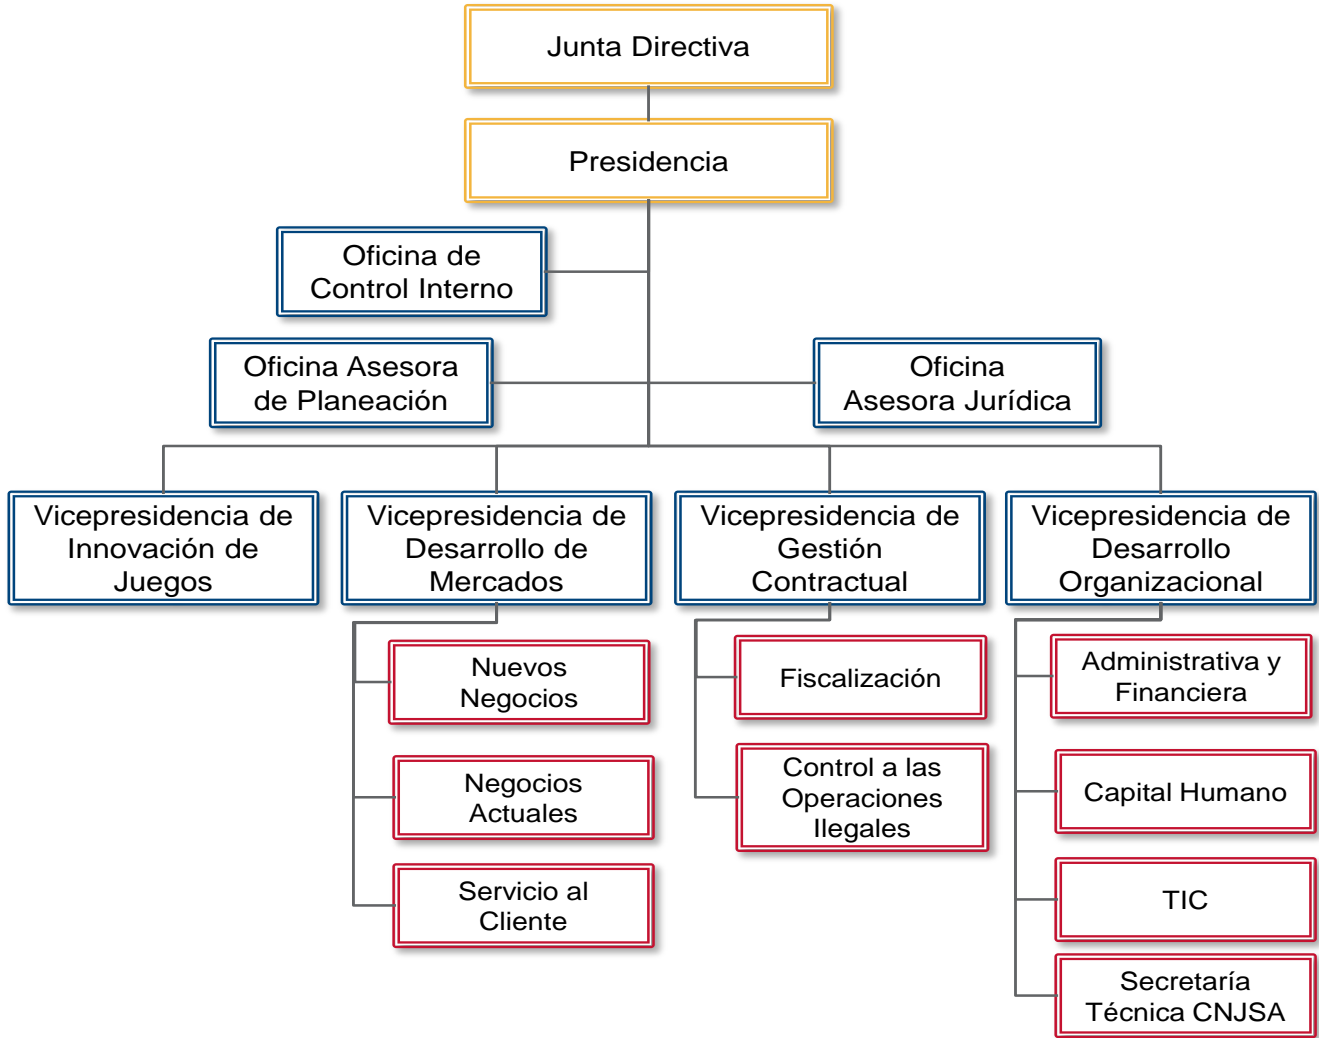 Junta Directiva
Presidencia
Oficina de
Control Interno
Oficina Asesora
de Planeación
Oficina
Asesora Jurídica
Vicepresidencia de
Innovación de
Juegos
Vicepresidencia de
Desarrollo de
Mercados
Vicepresidencia de
Gestión
Contractual
Vicepresidencia de
Desarrollo
Organizacional
Nuevos
Negocios
Negocios
Actuales
Servicio al
Cliente
Fiscalización
Control a las
Operaciones
Ilegales
Administrativa y
Financiera
Capital Humano
TIC
Secretaría
Técnica CNJSA